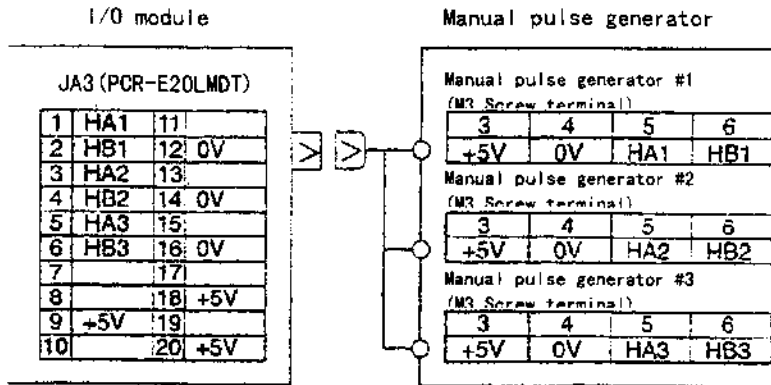 I/O module
Manual pulse generator
JA3(PCR-E20LMDT)
1 HA1 11
2 HB1 12 0V
3 HA2 13
4 HB2 14 0V
5 HA3 15
6 HB3 16 0V
7 17
8 18 +5V
9 +5V 19
10 20 +5V
Manual pulse generator #1
(M3 Screw terminal)
3 4 5 6
+5V 0V HA1 HB1
Manual pulse generator #2
(M3 Screw terminal)
3 4 5 6
+5V 0V HA2 HB2
Manual pulse generator #3
(M3 Screw terminal)
3 4 5 6
+5V 0V HA3 HB3